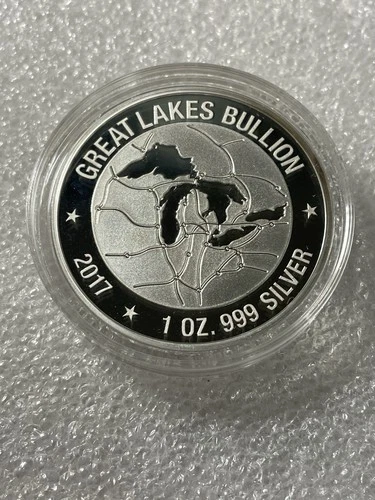 GREAT LAKES BULLION
2017
1 OZ. 999 SILVER